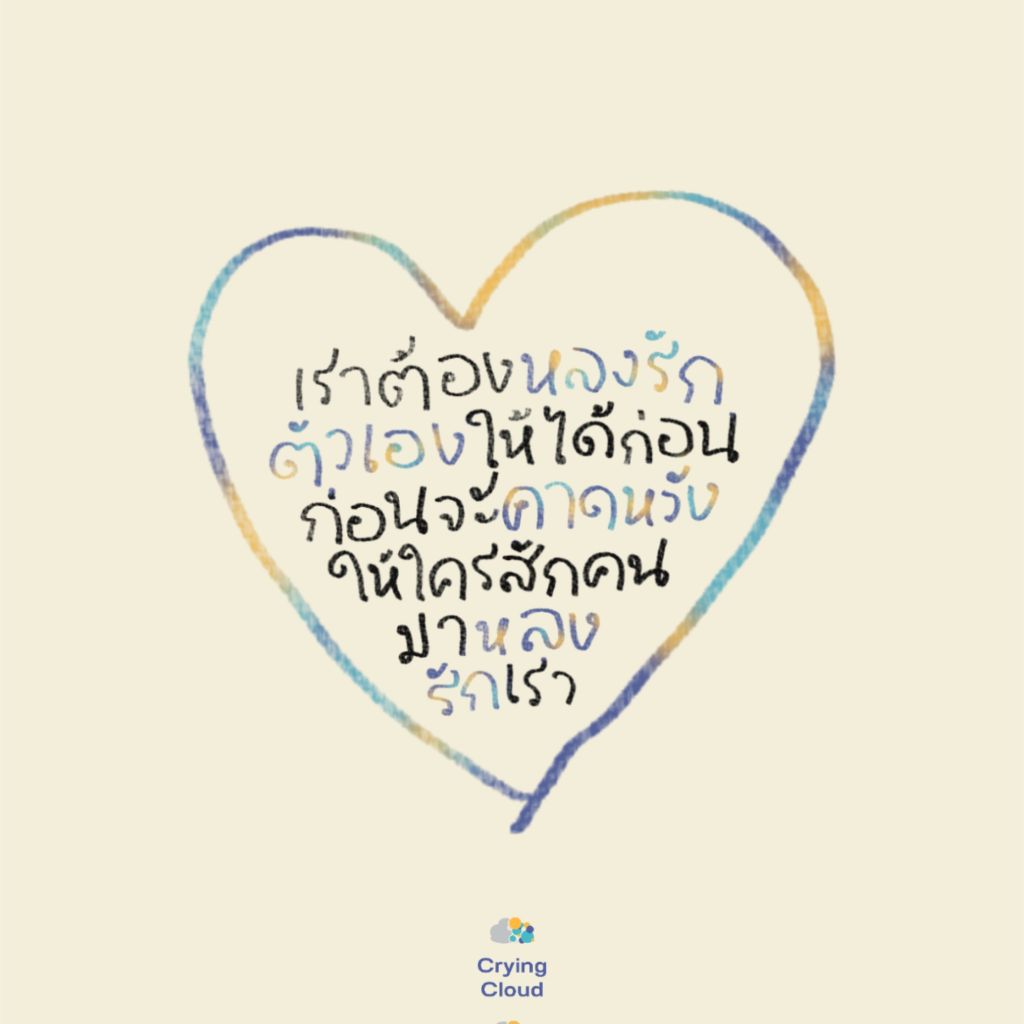 เราต้องหลงรัก
ตัวเองให้ได้ก่อน
ก่อนจะคาดหวัง
ให้ใครสักคน
มาหลง
รักเรา
Crying
Cloud